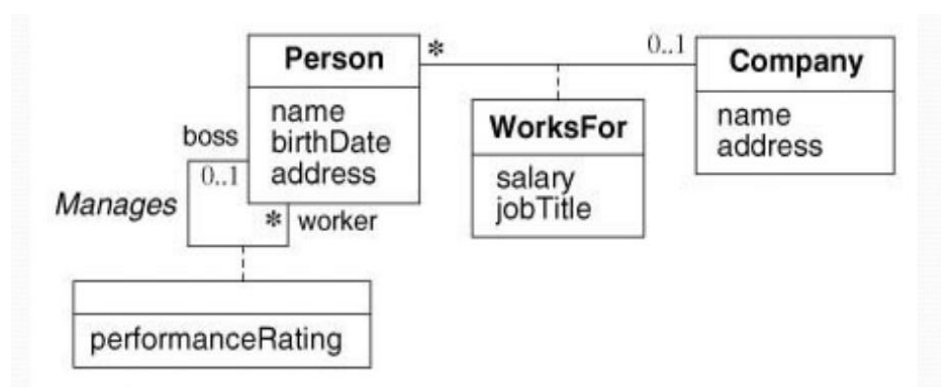 Person
name
birthDate
address
*
0..1
Company
name
address
WorksFor
salary
jobTitle
boss
0..1
Manages
* worker
performanceRating